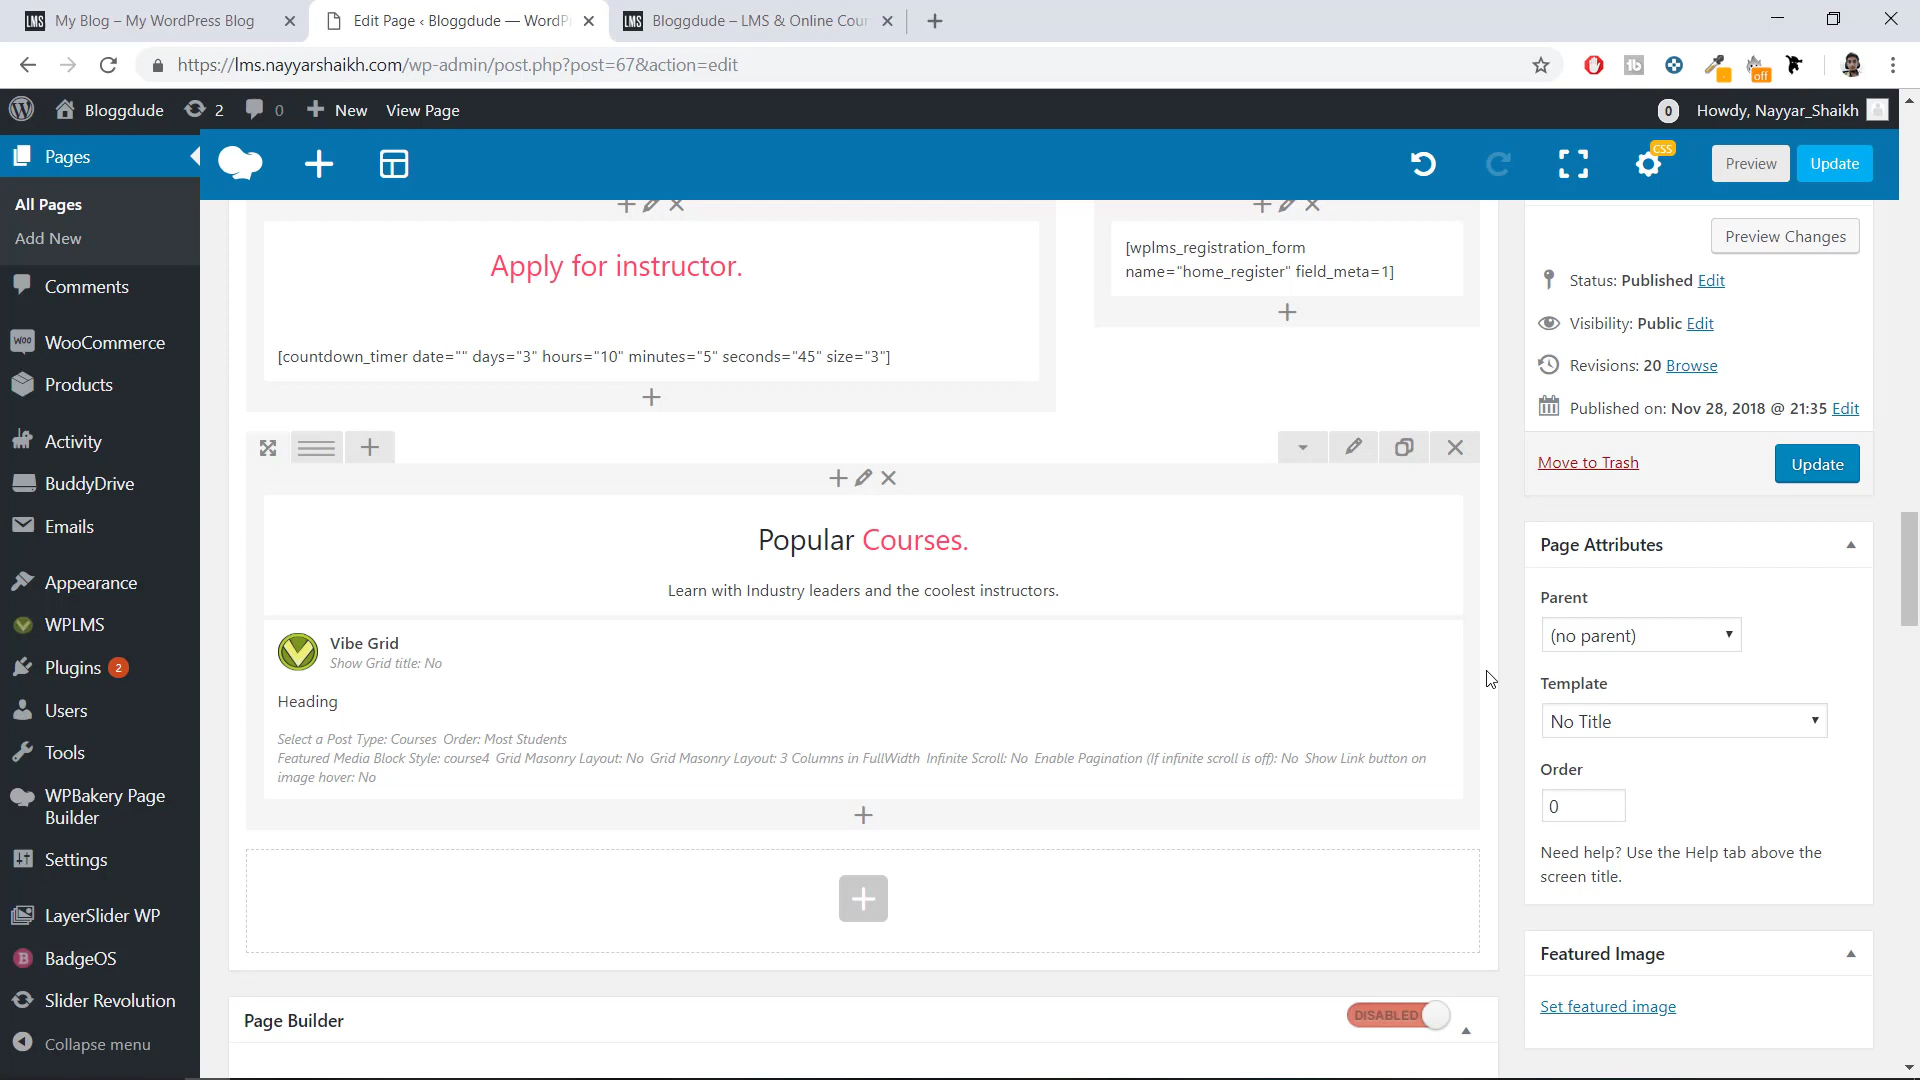 LMS My Blog – My WordPress Blog
Edit Page ‹ Bloggdude — WordP
LMS Bloggdude – LMS & Online Cour
https://lms.nayyarshaikh.com/wp-admin/post.php?post=67&action=edit
tb
off
Bloggdude
2
0
New
View Page
0
Howdy, Nayyar_Shaikh
Pages
All Pages
Add New
Comments
WOO WooCommerce
Products
Activity
BuddyDrive
Emails
Appearance
WPLMS
Plugins 2
Users
Tools
WPBakery Page
Builder
Settings
LayerSlider WP
B BadgeOS
Slider Revolution
Collapse menu
CSS
Preview
Update
Apply for instructor.
[countdown_timer date="" days="3" hours="10" minutes="5" seconds="45" size="3"]
[wplms_registration_form
name="home_register" field_meta=1]
Popular Courses.
Learn with Industry leaders and the coolest instructors.
Vibe Grid
Show Grid title: No
Heading
Select a Post Type: Courses Order: Most Students
Featured Media Block Style: course4 Grid Masonry Layout: No Grid Masonry Layout: 3 Columns in FullWidth Infinite Scroll: No Enable Pagination (If infinite scroll is off): No Show Link button on
image hover: No
Page Builder
DISABLED
Preview Changes
Status: Published Edit
Visibility: Public Edit
Revisions: 20 Browse
Published on: Nov 28, 2018 @ 21:35 Edit
Move to Trash
Update
Page Attributes
Parent
(no parent)
Template
No Title
Order
0
Need help? Use the Help tab above the
screen title.
Featured Image
Set featured image